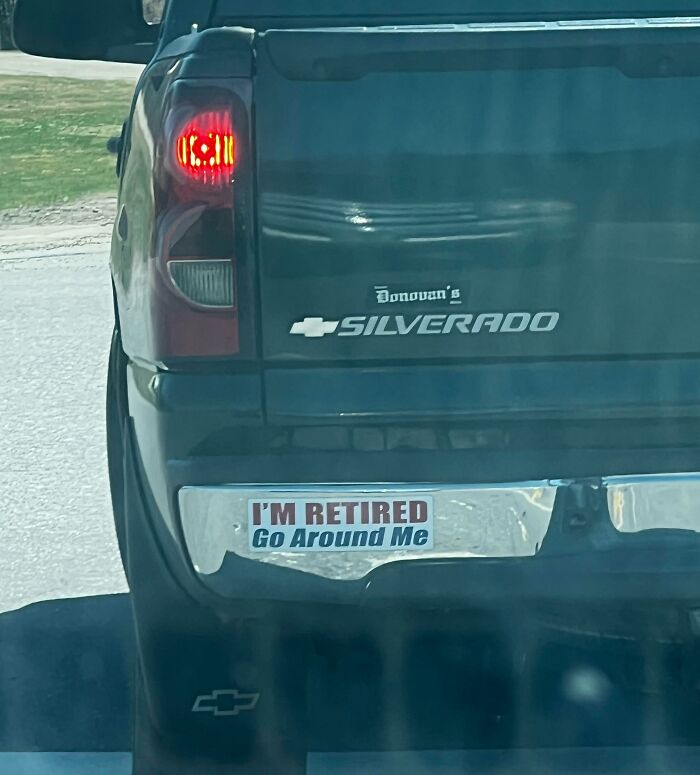 Donovan's
SILVERADO
I'M RETIRED
Go Around Me